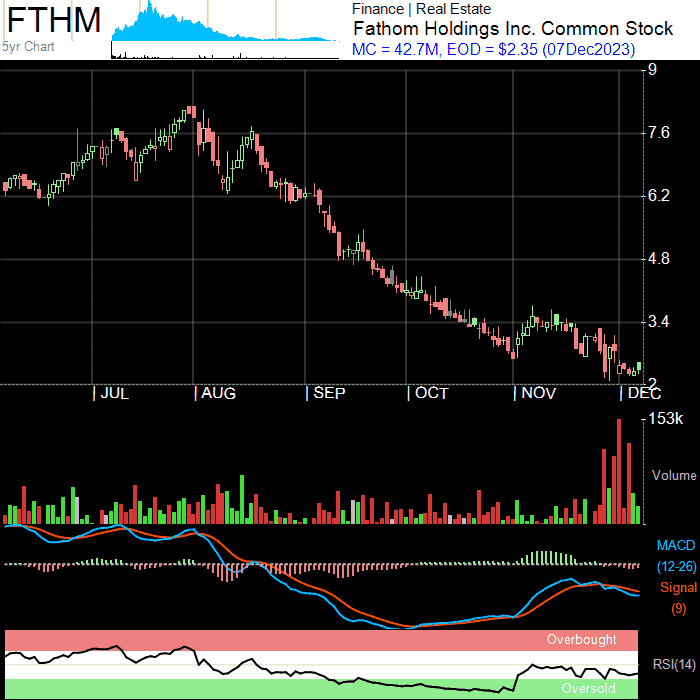 FTHM
5yr Chart
Finance | Real Estate
Fathom Holdings Inc. Common Stock
MC = 42.7M, EOD = $2.35 (07Dec2023)
9
7.6
6.2
4.8
3.4
2
| JUL | AUG | SEP | OCT | NOV | DEC
153k
Volume
MACD
(12-26)
Signal
(9)
Overbought
RSI(14)
Oversold